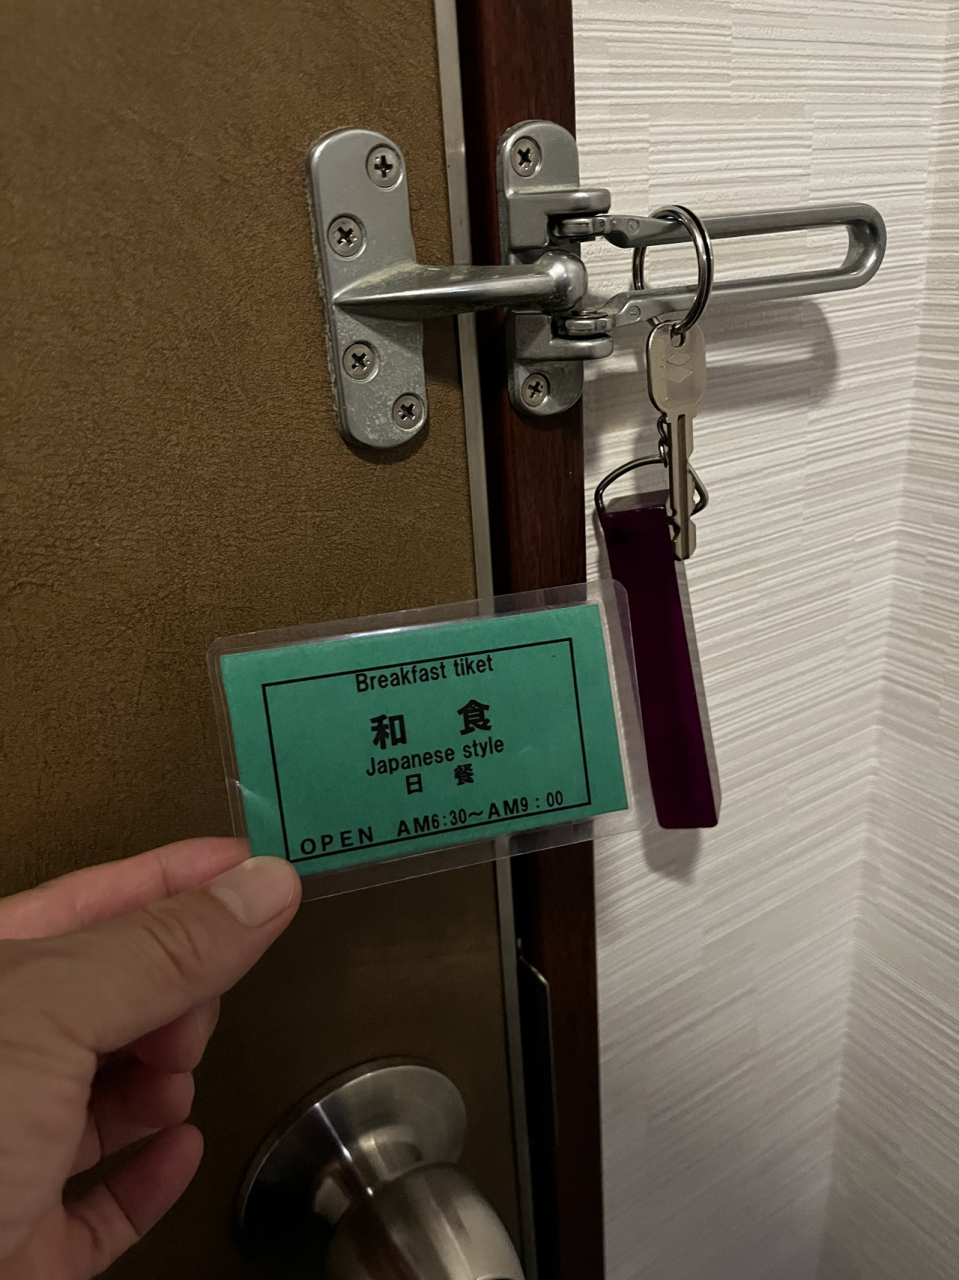 Breakfast tiket
和 食
Japanese style
日 餐
OPEN AM6:30～AM9:00